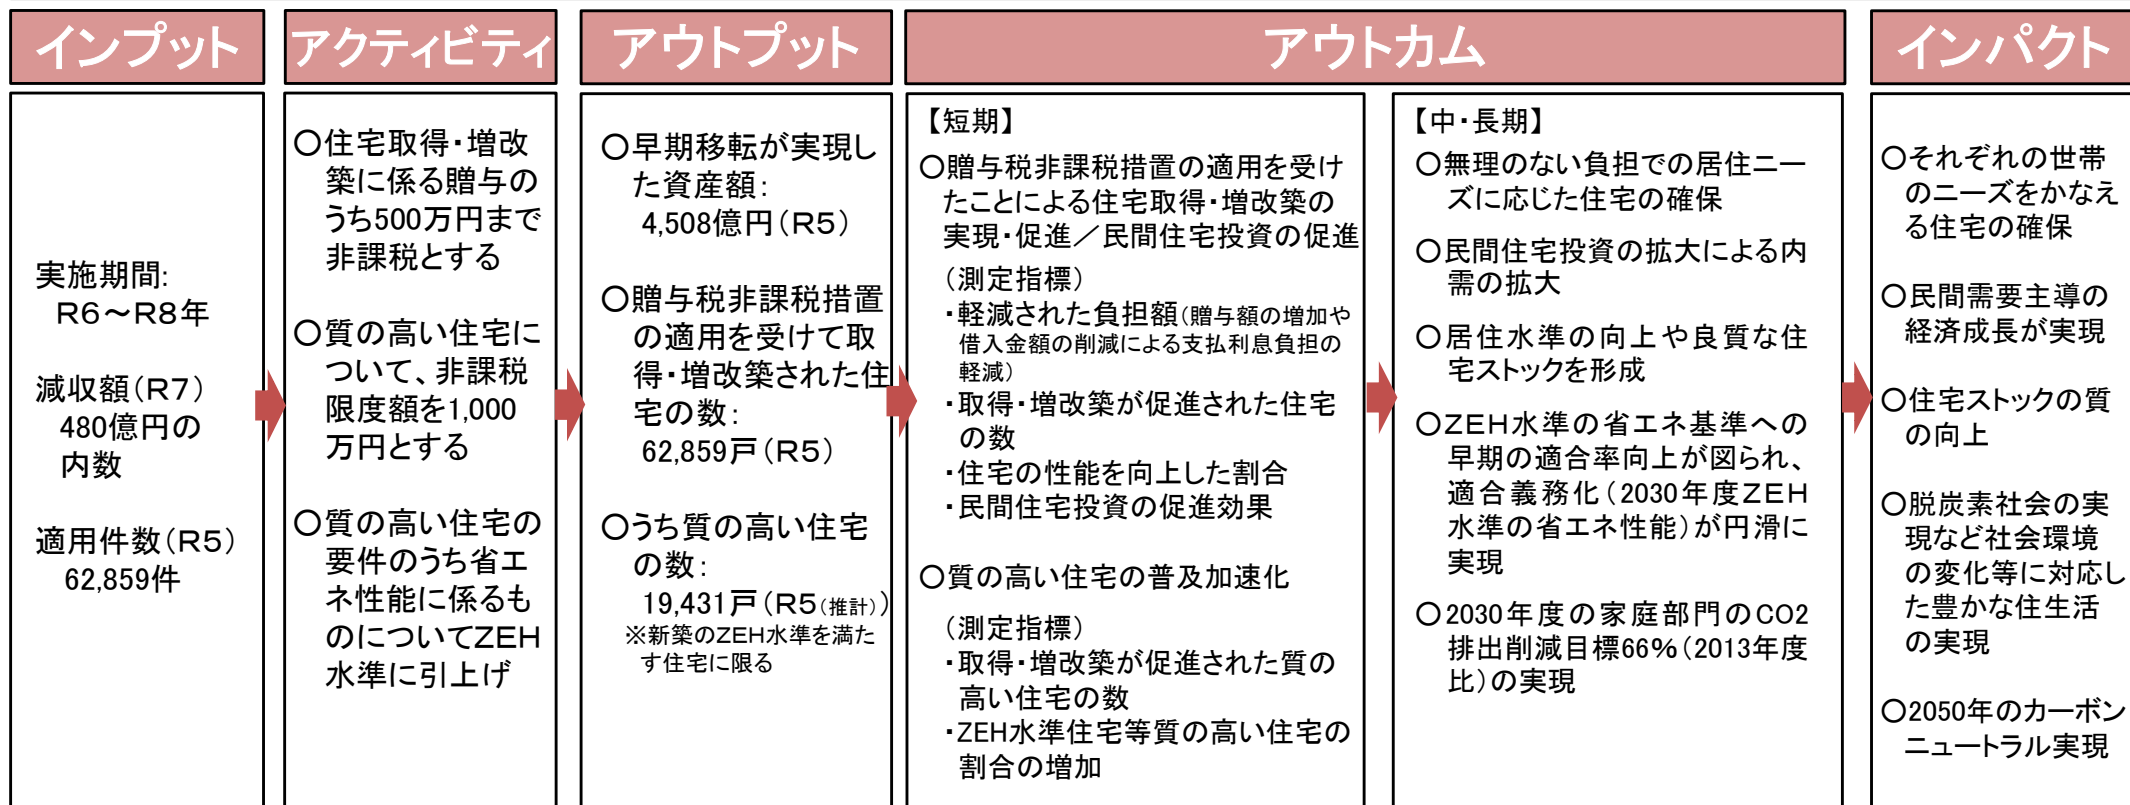 インプット
アクティビティ
アウトプット
アウトカム
インパクト
実施期間:
R6～R8年
減収額(R7)
480億円の
内数
適用件数(R5)
62,859件
○住宅取得・増改
築に係る贈与の
うち500万円まで
非課税とする
○質の高い住宅に
ついて、非課税
限度額を1,000
万円とする
○質の高い住宅の
要件のうち省エ
ネ性能に係るも
のについてZEH
水準に引上げ
○早期移転が実現し
た資産額:
4,508億円(R5)
○贈与税非課税措置
の適用を受けて取
得・増改築された住
宅の数:
62,859戸(R5)
○うち質の高い住宅
の数:
19,431戸(R5(推計))
※新築のZEH水準を満た
す住宅に限る
【短期】
○贈与税非課税措置の適用を受け
たことによる住宅取得・増改築の
実現・促進／民間住宅投資の促進
(測定指標)
・軽減された負担額(贈与額の増加や
借入金額の削減による支払利息負担の
軽減)
・取得・増改築が促進された住宅
の数
・住宅の性能を向上した割合
・民間住宅投資の促進効果
○質の高い住宅の普及加速化
(測定指標)
・取得・増改築が促進された質の
高い住宅の数
・ZEH水準住宅等質の高い住宅の
割合の増加
【中・長期】
○無理のない負担での居住ニー
ズに応じた住宅の確保
○民間住宅投資の拡大による内
需の拡大
○居住水準の向上や良質な住
宅ストックを形成
○ZEH水準の省エネ基準への
早期の適合率向上が図られ、
適合義務化(2030年度ZEH
水準の省エネ性能)が円滑に
実現
○2030年度の家庭部門のCO2
排出削減目標66%(2013年度
比)の実現
○それぞれの世帯
のニーズをかなえ
る住宅の確保
○民間需要主導の
経済成長が実現
○住宅ストックの質
の向上
○脱炭素社会の実
現など社会環境
の変化等に対応し
た豊かな住生活
の実現
○2050年のカーボン
ニュートラル実現